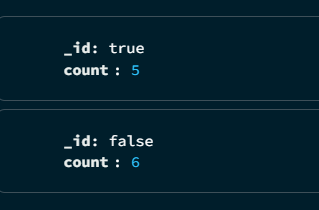 _id: true
count : 5
_id: false
count : 6